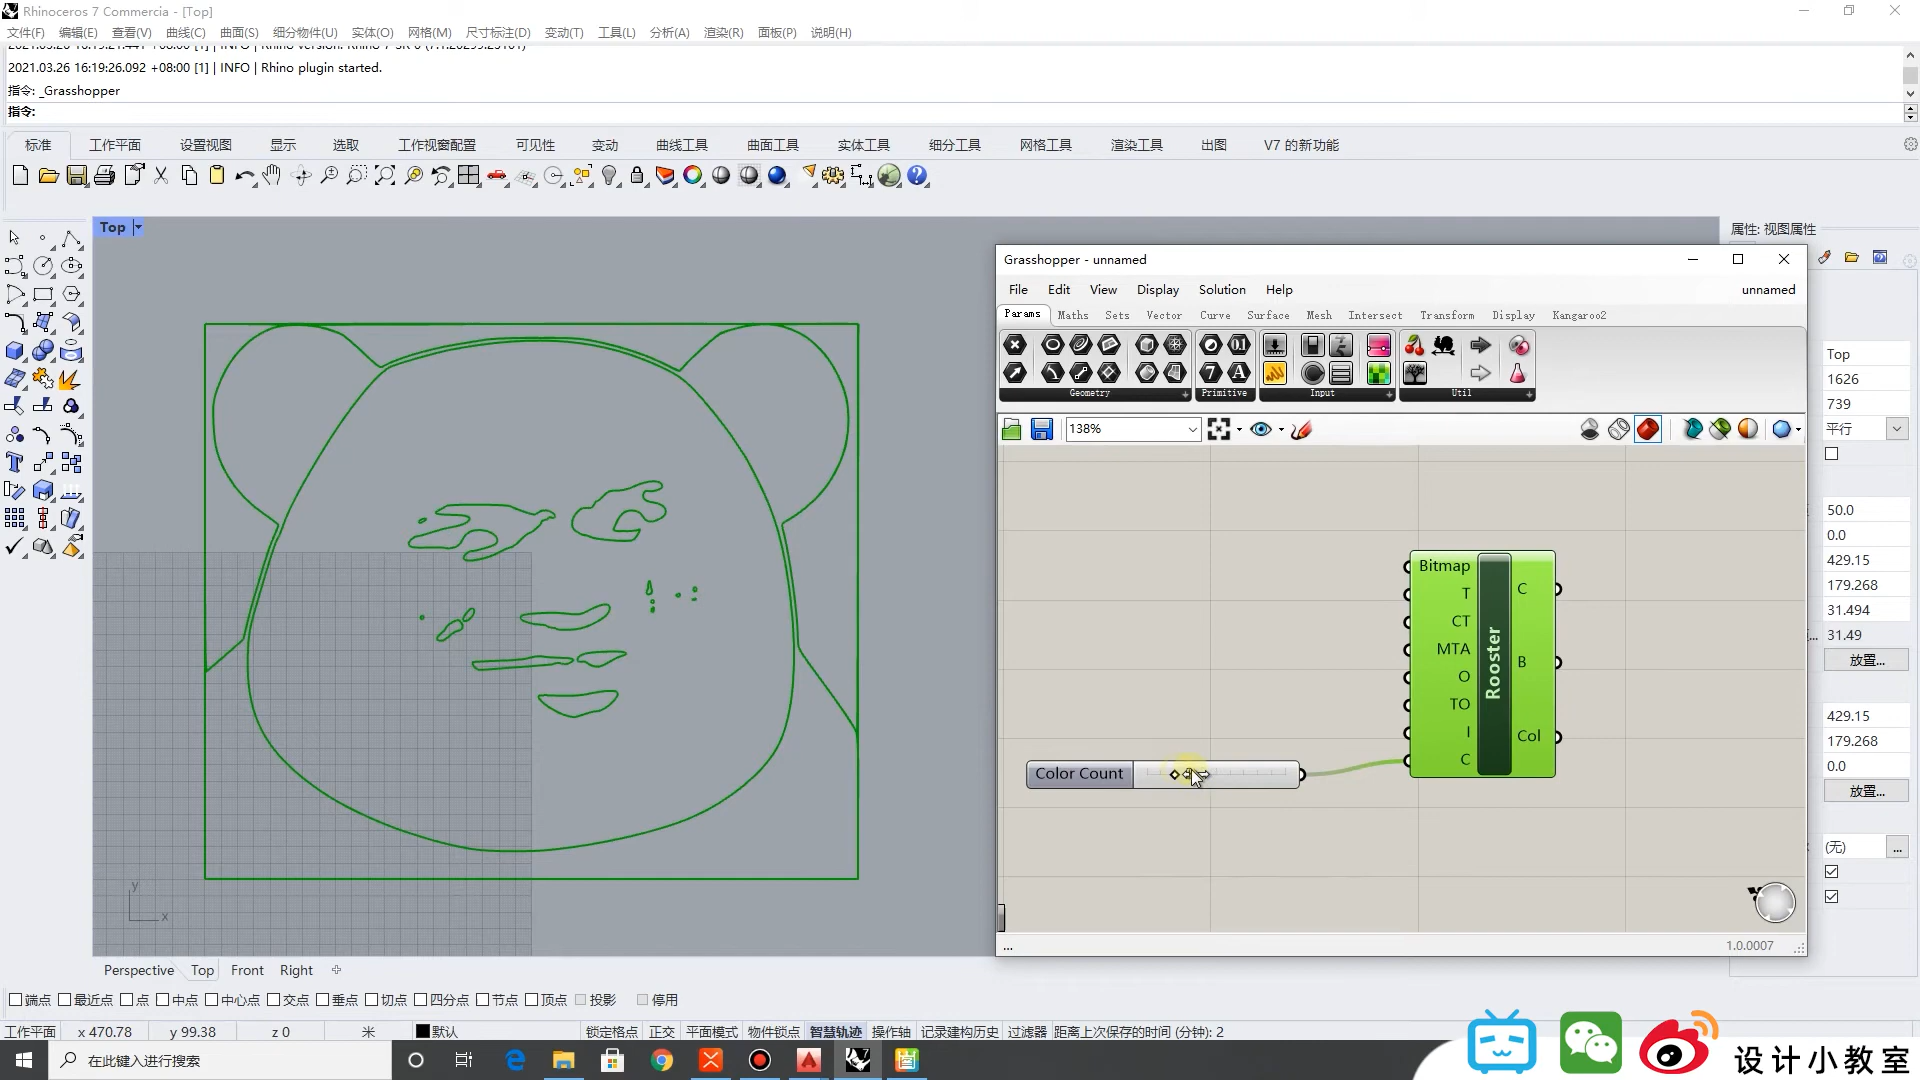 Rhinoceros 7 Commercia - [Top]
文件(F) 编辑(E) 查看(V) 曲线(C) 曲面(S) 细分物件(U) 实体(O) 网格(M) 尺寸标注(D) 变动(T) 工具(L) 分析(A) 渲染(R) 面板(P) 说明(H)
2021.03.26 16:19:26.092 +08:00 [1] | INFO | Rhino plugin started.
指令: _Grasshopper
指令:
标准 工作平面 设置视图 显示 选取 工作视窗配置 可见性 变动 曲线工具 曲面工具 实体工具 细分工具 网格工具 渲染工具 出图 V7 的新功能
Top
属性: 视图属性
Grasshopper - unnamed
File Edit View Display Solution Help unnamed
Params Maths Sets Vector Curve Surface Mesh Intersect Transform Display Kangaroo2
Geometry Primitive Input Util
138%
Top
1626
739
平行
50.0
0.0
429.15
179.268
31.494
31.49
放置...
429.15
179.268
0.0
放置...
(无) ...
Bitmap
T
CT
MTA
O
TO
I
C
Rooster
C
B
Col
Color Count
y
x
... 1.0.0007
Perspective Top Front Right
端点 最近点 点 中点 中心点 交点 垂点 切点 四分点 节点 顶点 投影 停用
工作平面 x 470.78 y 99.38 z 0 米 默认 锁定格点 正交 平面模式 物件锁点 智慧轨迹 操作轴 记录建构历史 过滤器 距离上次保存的时间 (分钟): 2
在此键入进行搜索
设计小教室